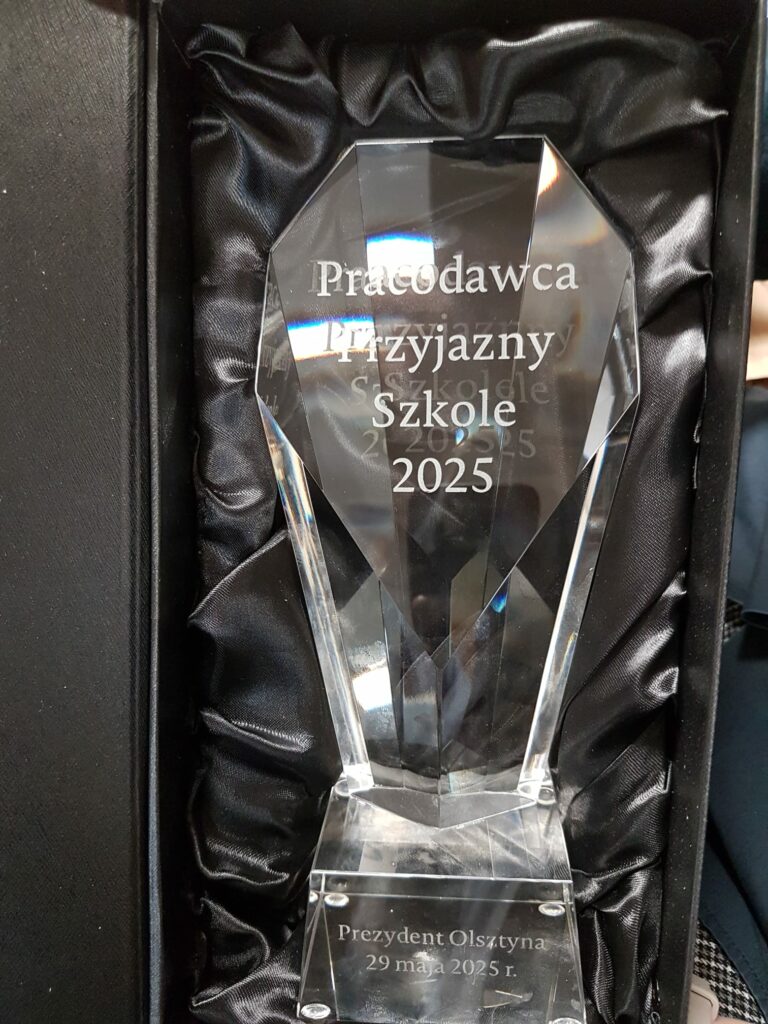 Pracodawca
Przyjazny
Szkole
2025
Prezydent Olsztyna
29 maja 2025 r.